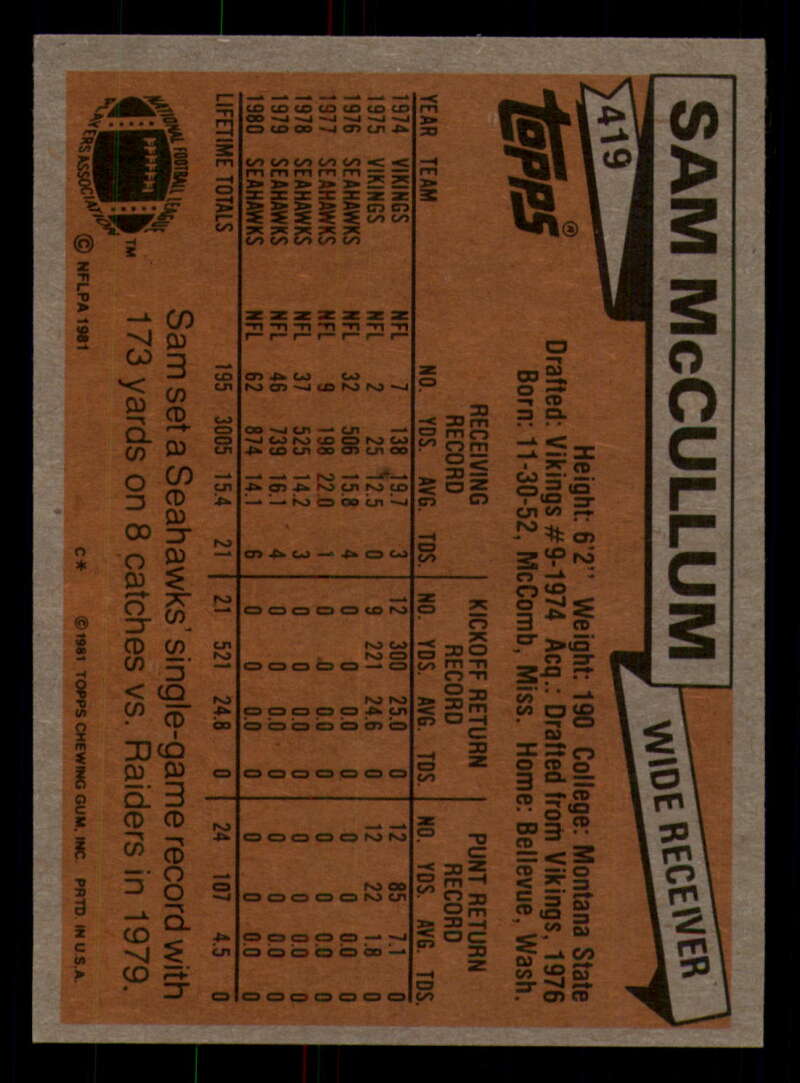 SAM McCULLUM
WIDE RECEIVER
419
topps®
Height: 6'2" Weight: 190 College: Montana State
Drafted: Vikings #9-1974 Acq.: Drafted from Vikings, 1976
Born: 11-30-52, McComb, Miss. Home: Bellevue, Wash.
RECEIVING RECORD KICKOFF RETURN RECORD PUNT RETURN RECORD
YEAR TEAM NO. YDS. AVG. TDS. NO. YDS. AVG. TDS. NO. YDS. AVG. TDS.
1974 VIKINGS NFL 7 138 19.7 3 12 300 25.0 0 12 85 7.1 0
1975 VIKINGS NFL 2 25 12.5 0 9 221 24.6 0 12 22 1.8 0
1976 SEAHAWKS NFL 32 506 15.8 4 0 0 0.0 0 0 0 0.0 0
1977 SEAHAWKS NFL 9 198 22.0 1 0 0 0.0 0 0 0 0.0 0
1978 SEAHAWKS NFL 37 525 14.2 3 0 0 0.0 0 0 0 0.0 0
1979 SEAHAWKS NFL 46 739 16.1 4 0 0 0.0 0 0 0 0.0 0
1980 SEAHAWKS NFL 62 874 14.1 6 0 0 0.0 0 0 0 0.0 0
LIFETIME TOTALS 195 3005 15.4 21 21 521 24.8 0 24 107 4.5 0
NATIONAL FOOTBALL LEAGUE
PLAYERS ASSOCIATION
TM
Sam set a Seahawks' single-game record with
173 yards on 8 catches vs. Raiders in 1979.
© NFLPA 1981
C* © 1981 TOPPS CHEWING GUM, INC. PRTD. IN U.S.A.